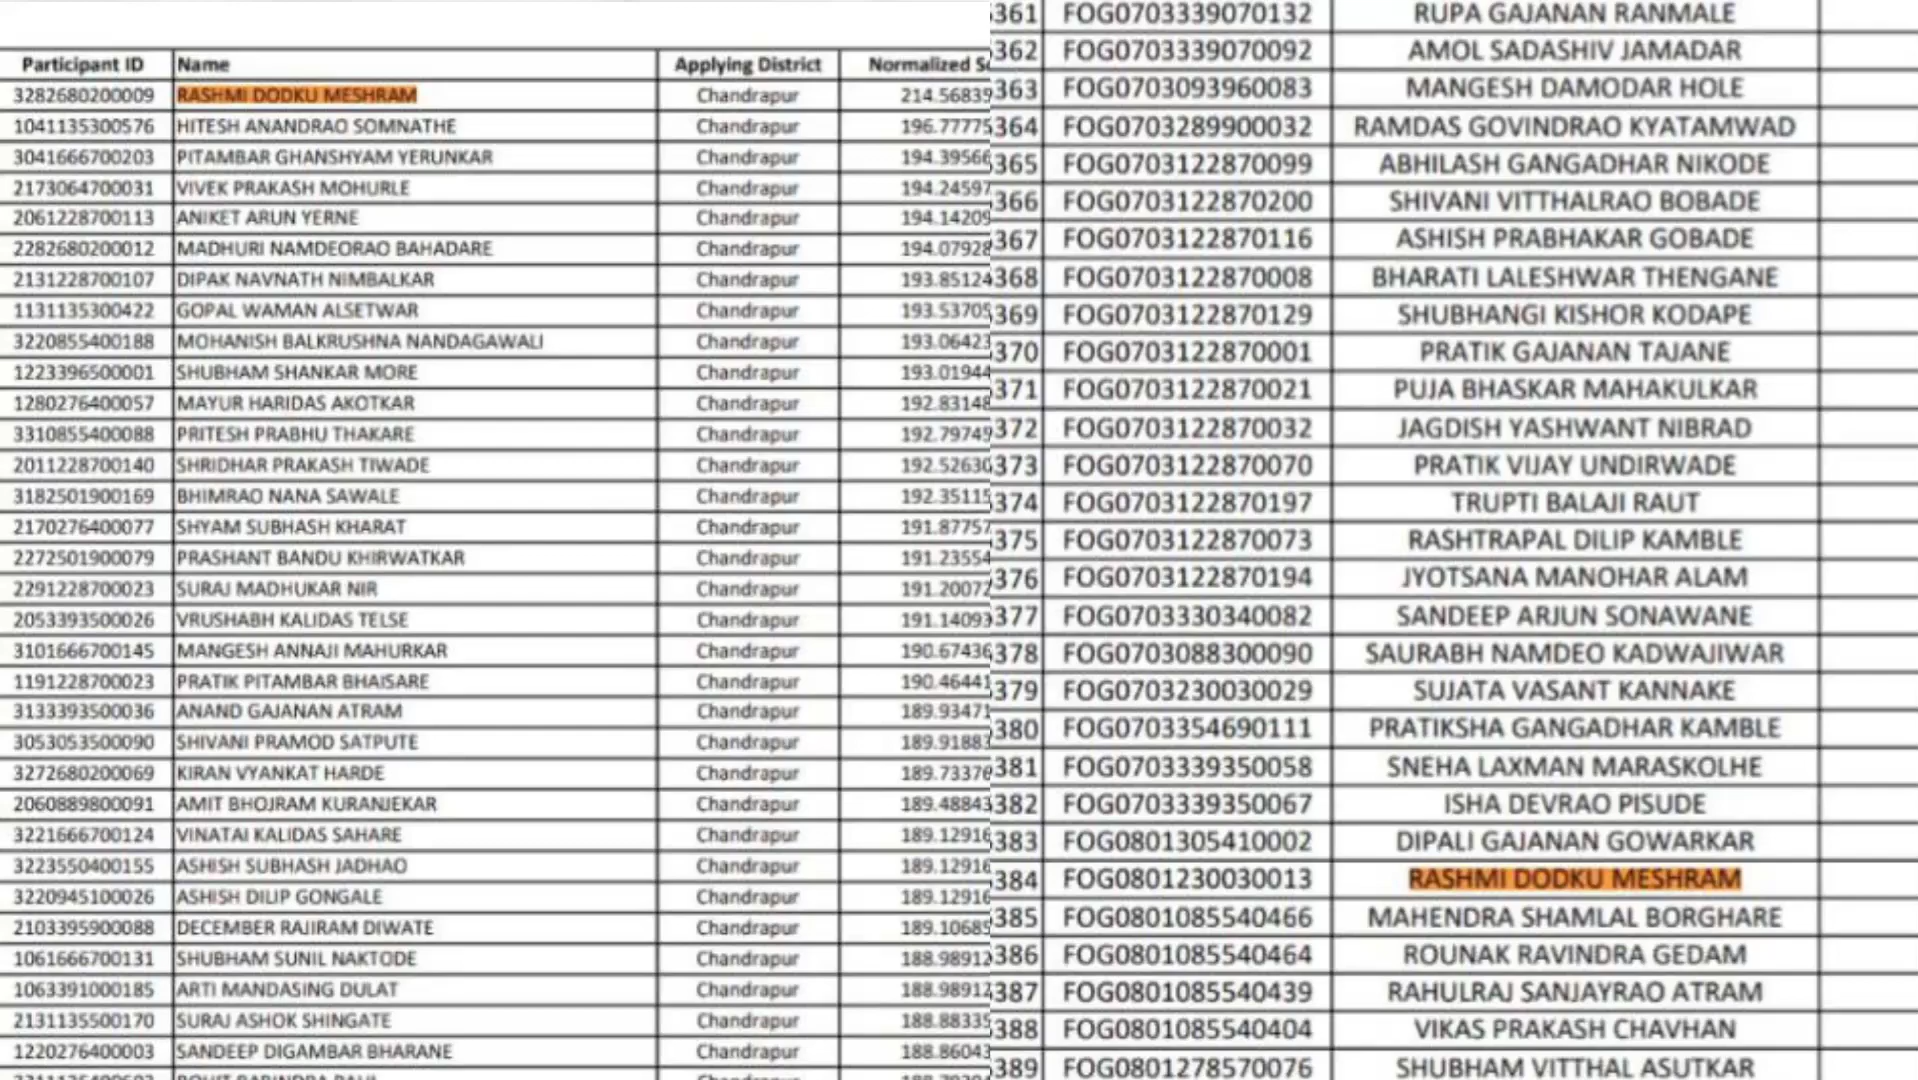 Participant ID Name Applying District Normalized
3282680200009 RASHMI DODKU MESHRAM Chandrapur 214.56839
1041135300576 HITESH ANANDRAO SOMNATHE Chandrapur 196.77775
3041666700203 PITAMBAR GHANSHYAM YERUNKAR Chandrapur 194.39566
2173064700031 VIVEK PRAKASH MOHURLE Chandrapur 194.24597
2061228700113 ANIKET ARUN YERNE Chandrapur 194.14209
2282680200012 MADHURI NAMDEORAO BAHADARE Chandrapur 194.07928
2131228700107 DIPAK NAVNATH NIMBALKAR Chandrapur 193.85124
1131135300422 GOPAL WAMAN ALSETWAR Chandrapur 193.53705
3220855400188 MOHANISH BALKRUSHNA NANDAGAWALI Chandrapur 193.06423
1223396500001 SHUBHAM SHANKAR MORE Chandrapur 193.01944
1280276400057 MAYUR HARIDAS AKOTKAR Chandrapur 192.83148
3310855400088 PRITESH PRABHU THAKARE Chandrapur 192.79749
2011228700140 SHRIDHAR PRAKASH TIWADE Chandrapur 192.52630
3182501900169 BHIMRAO NANA SAWALE Chandrapur 192.35115
2170276400077 SHYAM SUBHASH KHARAT Chandrapur 191.87757
2272501900079 PRASHANT BANDU KHIRWATKAR Chandrapur 191.23554
2291228700023 SURAJ MADHUKAR NIR Chandrapur 191.20072
2053393500026 VRUSHABH KALIDAS TELSE Chandrapur 191.14093
3101666700145 MANGESH ANNAJI MAHURKAR Chandrapur 190.67436
1191228700023 PRATIK PITAMBAR BHAISARE Chandrapur 190.46441
3133393500036 ANAND GAJANAN ATRAM Chandrapur 189.93471
3053053500090 SHIVANI PRAMOD SATPUTE Chandrapur 189.91883
3272680200069 KIRAN VYANKAT HARDE Chandrapur 189.73376
2060889800091 AMIT BHOJRAM KURANJEKAR Chandrapur 189.48843
3221666700124 VINATAI KALIDAS SAHARE Chandrapur 189.12916
3223550400155 ASHISH SUBHASH JADHAO Chandrapur 189.12916
3220945100026 ASHISH DILIP GONGALE Chandrapur 189.12916
2103395900088 DECEMBER RAJIRAM DIWATE Chandrapur 189.10685
1061666700131 SHUBHAM SUNIL NAKTODE Chandrapur 188.98912
1063391000185 ARTI MANDASING DULAT Chandrapur 188.98912
2131135500170 SURAJ ASHOK SHINGATE Chandrapur 188.88335
1220276400003 SANDEEP DIGAMBAR BHARANE Chandrapur 188.86043
361 FOG0703339070132 RUPA GAJANAN RANMALE
362 FOG0703339070092 AMOL SADASHIV JAMADAR
363 FOG0703093960083 MANGESH DAMODAR HOLE
364 FOG0703289900032 RAMDAS GOVINDRAO KYATAMWAD
365 FOG0703122870099 ABHILASH GANGADHAR NIKODE
366 FOG0703122870200 SHIVANI VITTHALRAO BOBADE
367 FOG0703122870116 ASHISH PRABHAKAR GOBADE
368 FOG0703122870008 BHARATI LALESHWAR THENGANE
369 FOG0703122870129 SHUBHANGI KISHOR KODAPE
370 FOG0703122870001 PRATIK GAJANAN TAJANE
371 FOG0703122870021 PUJA BHASKAR MAHAKULKAR
372 FOG0703122870032 JAGDISH YASHWANT NIBRAD
373 FOG0703122870070 PRATIK VIJAY UNDIRWADE
374 FOG0703122870197 TRUPTI BALAJI RAUT
375 FOG0703122870073 RASHTRAPAL DILIP KAMBLE
376 FOG0703122870194 JYOTSANA MANOHAR ALAM
377 FOG0703330340082 SANDEEP ARJUN SONAWANE
378 FOG0703088300090 SAURABH NAMDEO KADWAJIWAR
379 FOG0703230030029 SUJATA VASANT KANNAKE
380 FOG0703354690111 PRATIKSHA GANGADHAR KAMBLE
381 FOG0703339350058 SNEHA LAXMAN MARASKOLHE
382 FOG0703339350067 ISHA DEVRAO PISUDE
383 FOG0801305410002 DIPALI GAJANAN GOWARKAR
384 FOG0801230030013 RASHMI DODKU MESHRAM
385 FOG0801085540466 MAHENDRA SHAMLAL BORGHARE
386 FOG0801085540464 ROUNAK RAVINDRA GEDAM
387 FOG0801085540439 RAHULRAJ SANJAYRAO ATRAM
388 FOG0801085540404 VIKAS PRAKASH CHAVHAN
389 FOG0801278570076 SHUBHAM VITTHAL ASUTKAR